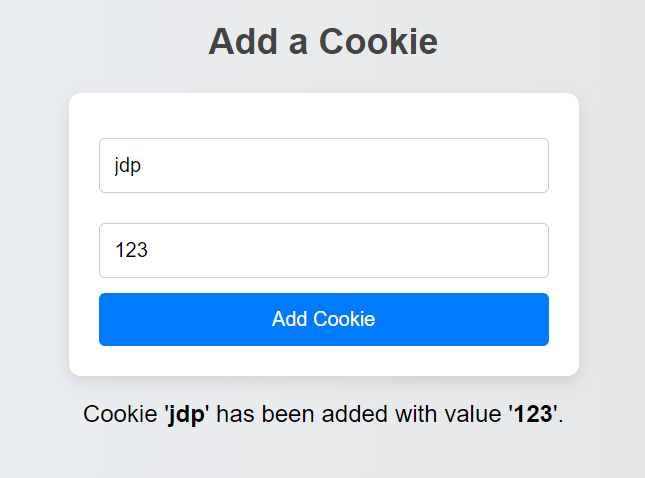 Add a Cookie
jdp
123
Add Cookie
Cookie 'jdp' has been added with value '123'.